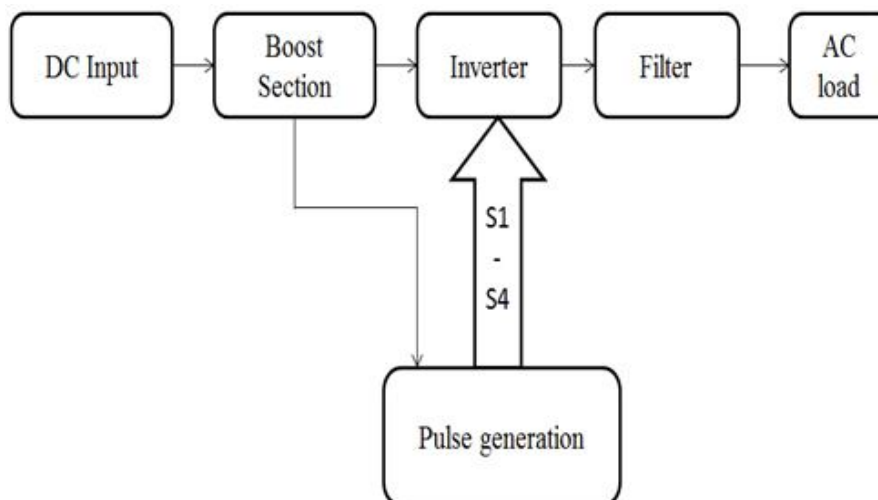 DC Input
Boost
Section
Inverter
Filter
AC
load
S1
-
S4
Pulse generation